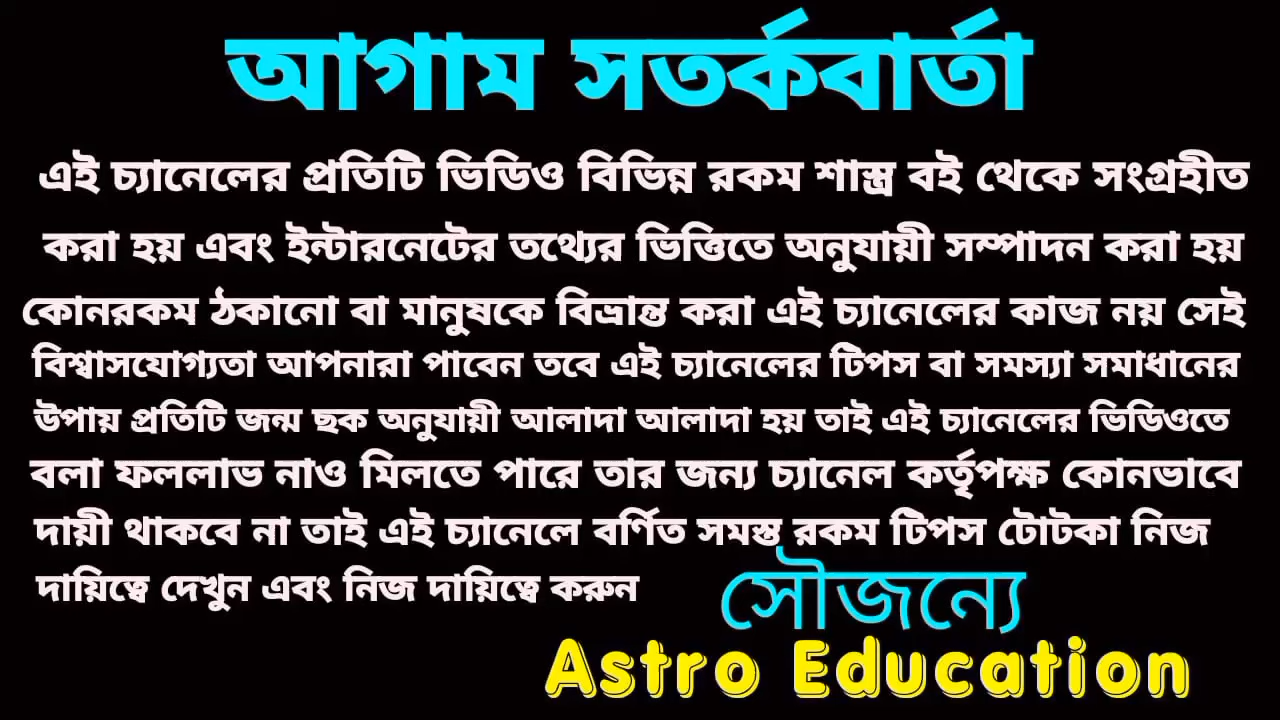 আগাম সতর্কবার্তা
এই চ্যানেলের প্রতিটি ভিডিও বিভিন্ন রকম শাস্ত্র বই থেকে সংগ্রহীত
করা হয় এবং ইন্টারনেটের তথ্যের ভিত্তিতে অনুযায়ী সম্পাদন করা হয়
কোনরকম ঠকানো বা মানুষকে বিভ্রান্ত করা এই চ্যানেলের কাজ নয় সেই
বিশ্বাসযোগ্যতা আপনারা পাবেন তবে এই চ্যানেলের টিপস বা সমস্যা সমাধানের
উপায় প্রতিটি জন্ম ছক অনুযায়ী আলাদা আলাদা হয় তাই এই চ্যানেলের ভিডিওতে
বলা ফললাভ নাও মিলতে পারে তার জন্য চ্যানেল কর্তৃপক্ষ কোনভাবে
দায়ী থাকবে না তাই এই চ্যানেলে বর্ণিত সমস্ত রকম টিপস টোটকা নিজ
দায়িত্বে দেখুন এবং নিজ দায়িত্বে করুন
সৌজন্যে
Astro Education